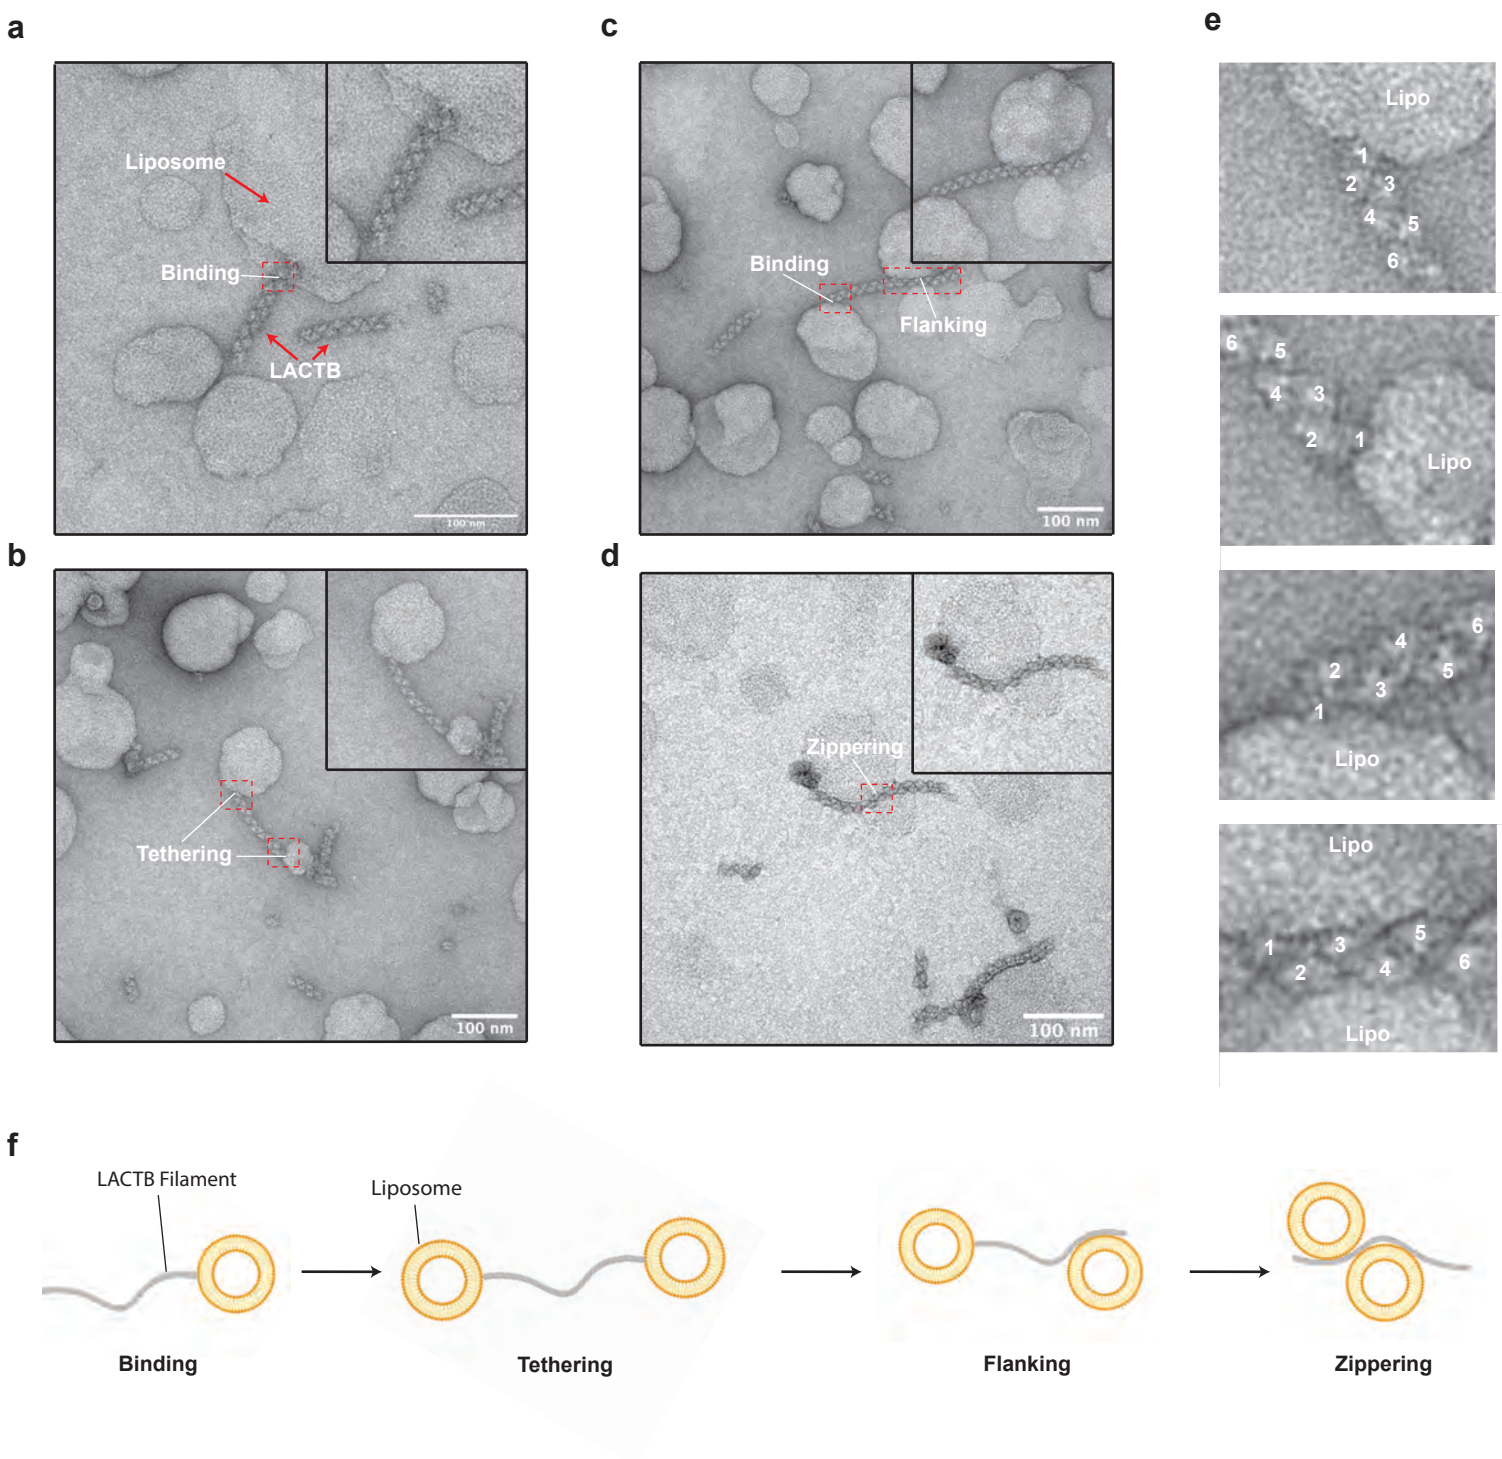 a
Liposome
Binding
LACTB
100 nm
b
Tethering
100 nm
c
Binding
Flanking
100 nm
d
Zippering
100 nm
e
Lipo
1
2 3
4 5
6
6 5
4 3
2 1
Lipo
6
4
2 5
3
1
Lipo
Lipo
5
1 3
2 4 6
Lipo
f
LACTB Filament
Liposome
Binding Tethering Flanking Zippering